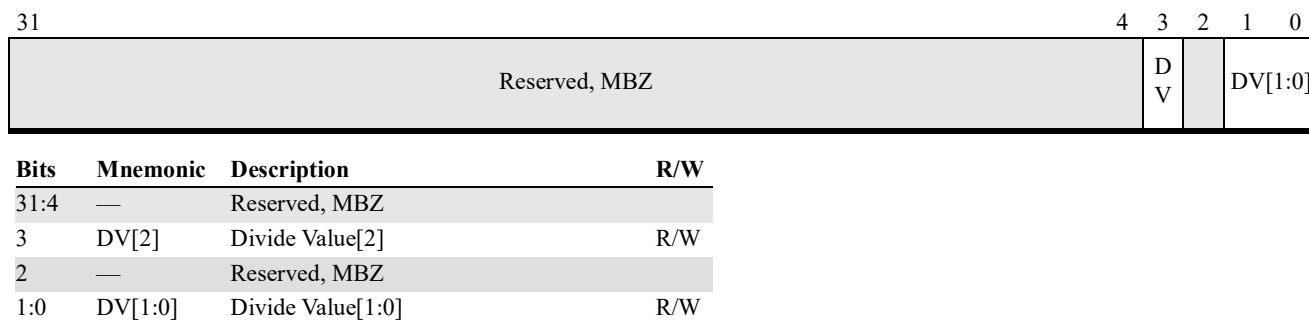 31 4 3 2 1 0
Reserved, MBZ D V DV[1:0]
Bits Mnemonic Description R/W
31:4 — Reserved, MBZ
3 DV[2] Divide Value[2] R/W
2 — Reserved, MBZ
1:0 DV[1:0] Divide Value[1:0] R/W